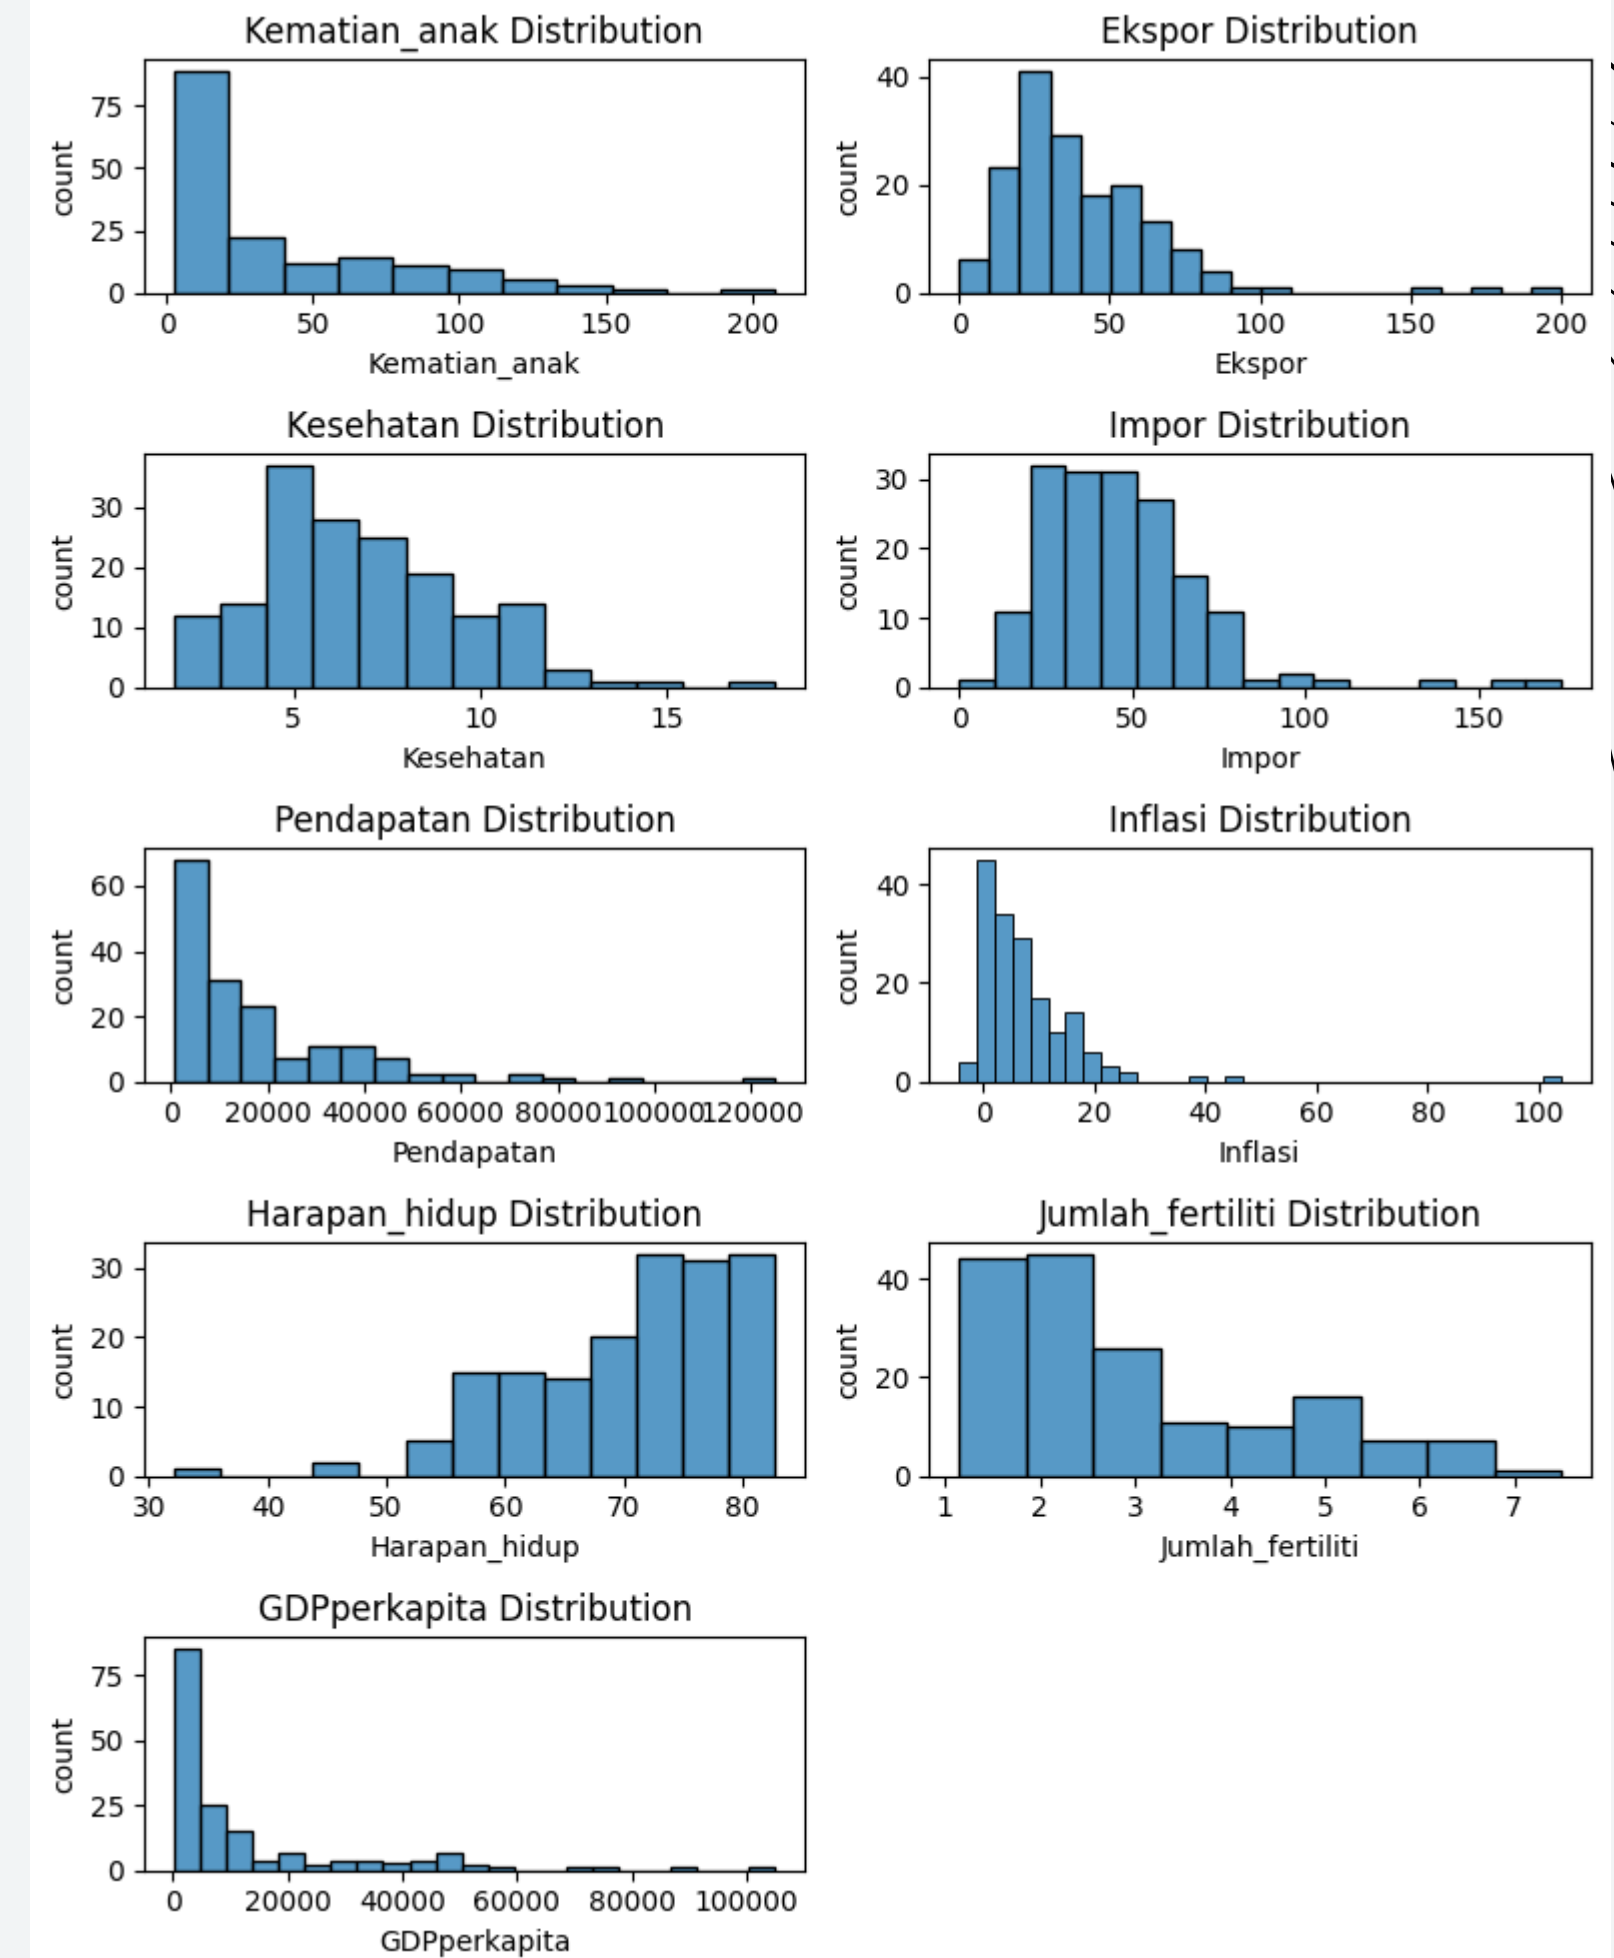 Kematian_anak Distribution
count
75
50
25
0
0 50 100 150 200
Kematian_anak
Ekspor Distribution
count
40
20
0
0 50 100 150 200
Ekspor
Kesehatan Distribution
count
30
20
10
0
5 10 15
Kesehatan
Impor Distribution
count
30
20
10
0
0 50 100 150
Impor
Pendapatan Distribution
count
60
40
20
0
0 20000 40000 60000 80000 100000 120000
Pendapatan
Inflasi Distribution
count
40
20
0
0 20 40 60 80 100
Inflasi
Harapan_hidup Distribution
count
30
20
10
0
30 40 50 60 70 80
Harapan_hidup
Jumlah_fertiliti Distribution
count
40
20
0
1 2 3 4 5 6 7
Jumlah_fertiliti
GDPperkapita Distribution
count
75
50
25
0
0 20000 40000 60000 80000 100000
GDPperkapita